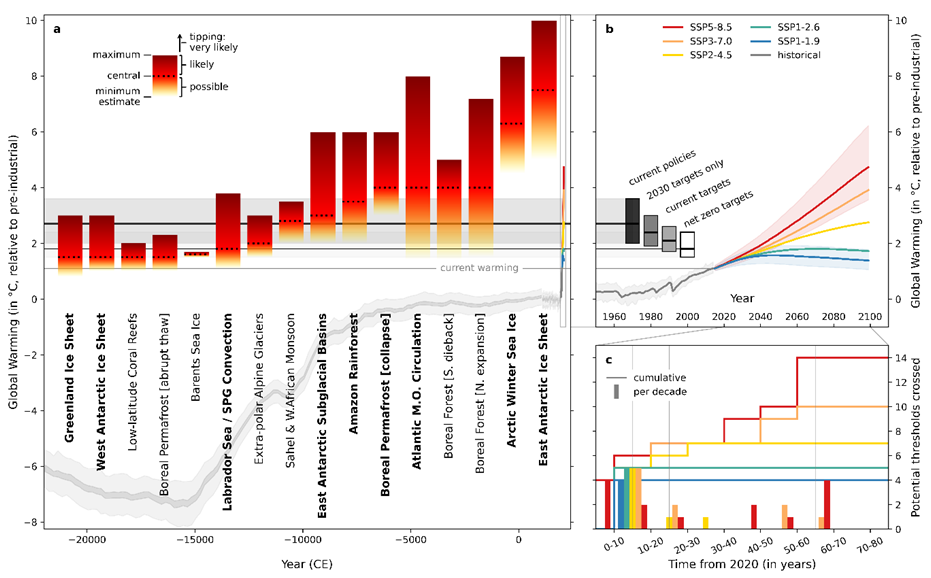 a
maximum
central
minimum
estimate
tipping:
very likely
likely
possible
10
8
6
4
2
0
−2
−4
−6
−8
Global Warming (in °C, relative to pre-industrial)
current warming
Greenland Ice Sheet
West Antarctic Ice Sheet
Low-latitude Coral Reefs
Boreal Permafrost [abrupt thaw]
Barents Sea Ice
Labrador Sea / SPG Convection
Extra-polar Alpine Glaciers
Sahel & W.African Monsoon
East Antarctic Subglacial Basins
Amazon Rainforest
Boreal Permafrost [collapse]
Atlantic M.O. Circulation
Boreal Forest [S. dieback]
Boreal Forest [N. expansion]
Arctic Winter Sea Ice
East Antarctic Ice Sheet
−20000
−15000
−10000
−5000
0
Year (CE)
b
SSP5-8.5
SSP3-7.0
SSP2-4.5
SSP1-2.6
SSP1-1.9
historical
current policies
2030 targets only
current targets
net zero targets
10
8
6
4
2
0
Global Warming (in °C, relative to pre-industrial)
Year
1960
1980
2000
2020
2040
2060
2080
2100
c
cumulative
per decade
14
12
10
8
6
4
2
0
Potential thresholds crossed
0-10
10-20
20-30
30-40
40-50
50-60
60-70
70-80
Time from 2020 (in years)